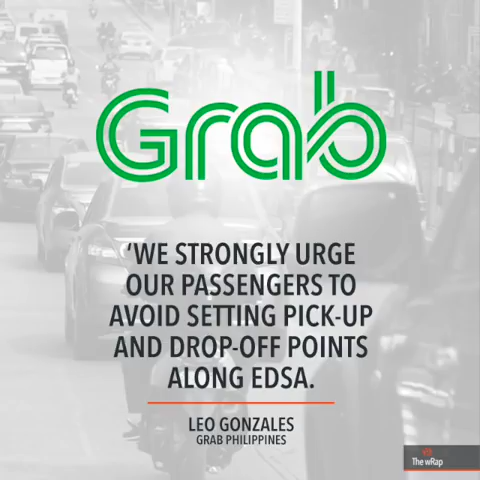 Grab
‘WE STRONGLY URGE
OUR PASSENGERS TO
AVOID SETTING PICK-UP
AND DROP-OFF POINTS
ALONG EDSA.
LEO GONZALES
GRAB PHILIPPINES
The wRap